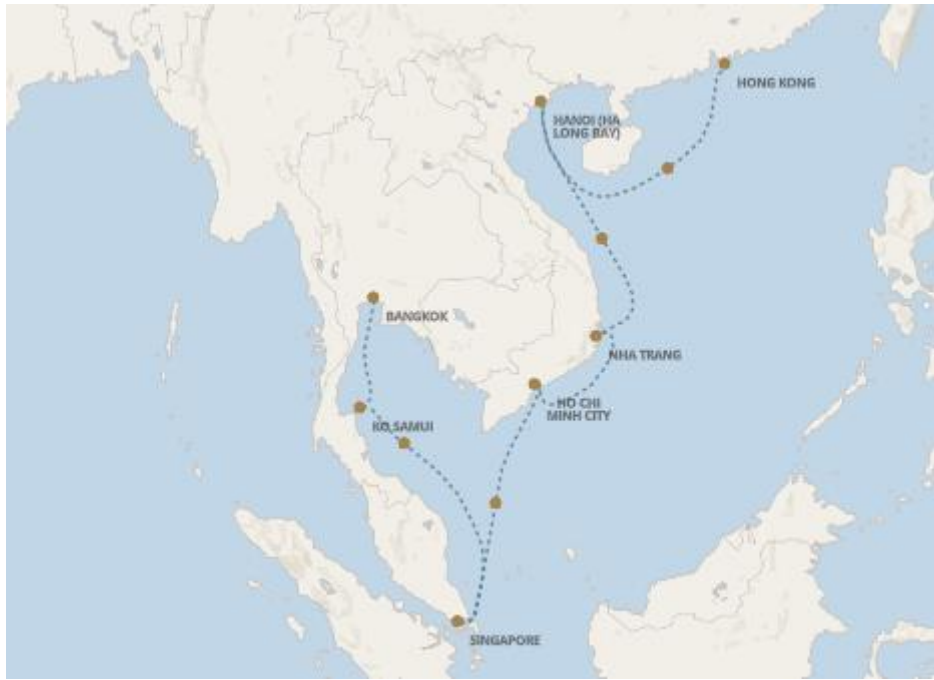 HONG KONG
HANOI (HA
LONG BAY)
BANGKOK
NHA TRANG
HO CHI
MINH CITY
KO SAMUI
SINGAPORE